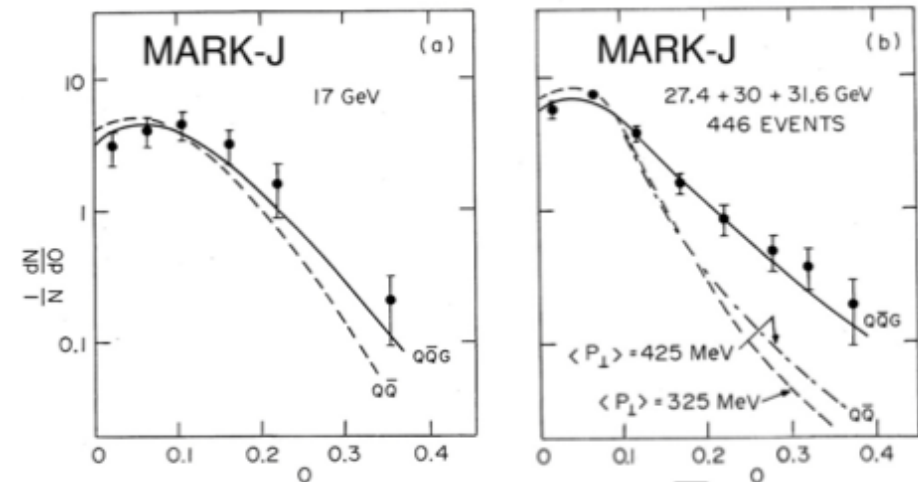 MARK-J
(a)
17 GeV
10
1
0.1
1/N dN/dO
QQ̄G
QQ̄
0 0.1 0.2 0.3 0.4
O
MARK-J
(b)
27.4 + 30 + 31.6 GeV
446 EVENTS
QQ̄G
⟨P⊥⟩ = 425 MeV
⟨P⊥⟩ = 325 MeV
QQ̄
0 0.1 0.2 0.3 0.4
O